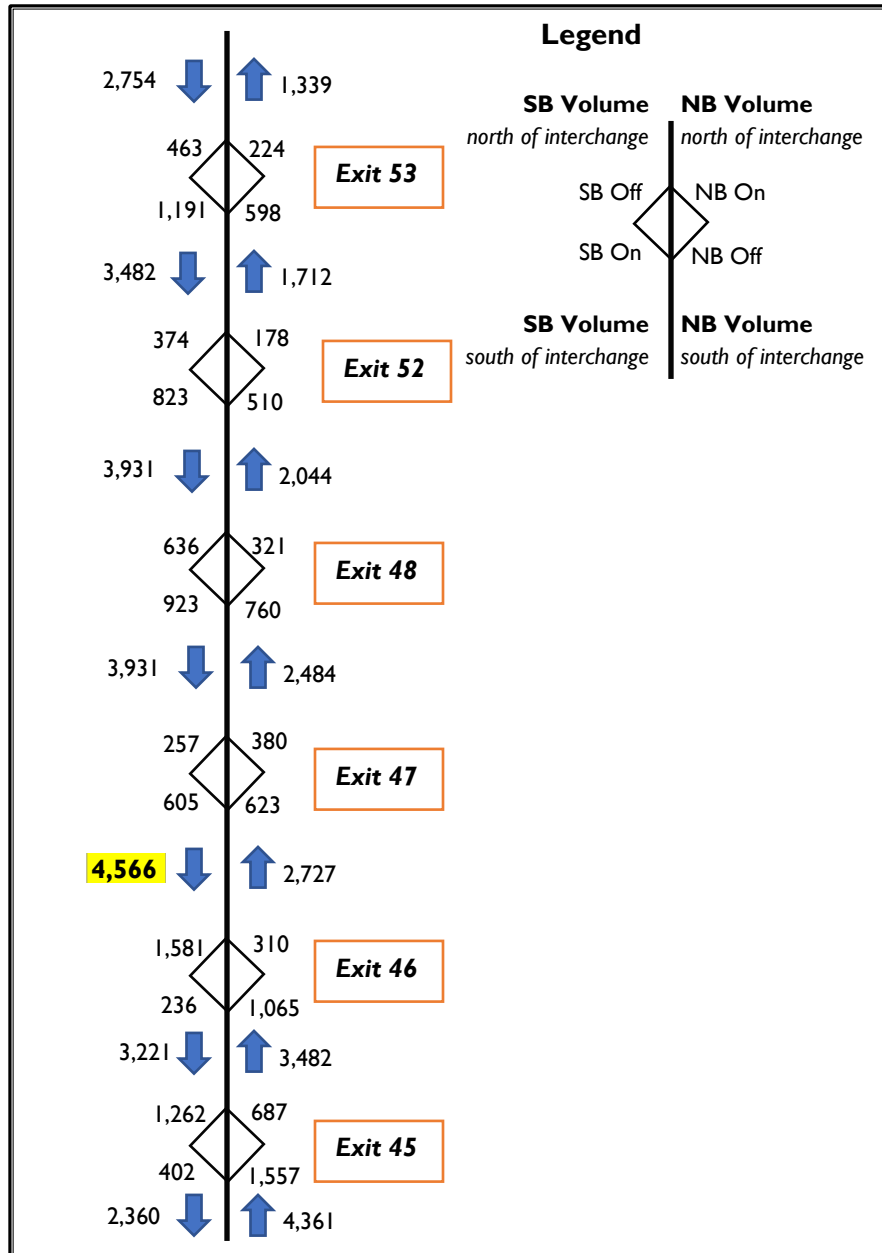 Legend
2,754 1,339
SB Volume NB Volume
north of interchange north of interchange
463 224
Exit 53
1,191 598
SB Off NB On
SB On NB Off
3,482 1,712
SB Volume NB Volume
south of interchange south of interchange
374 178
Exit 52
823 510
3,931 2,044
636 321
Exit 48
923 760
3,931 2,484
257 380
Exit 47
605 623
4,566 2,727
1,581 310
Exit 46
236 1,065
3,221 3,482
1,262 687
Exit 45
402 1,557
2,360 4,361